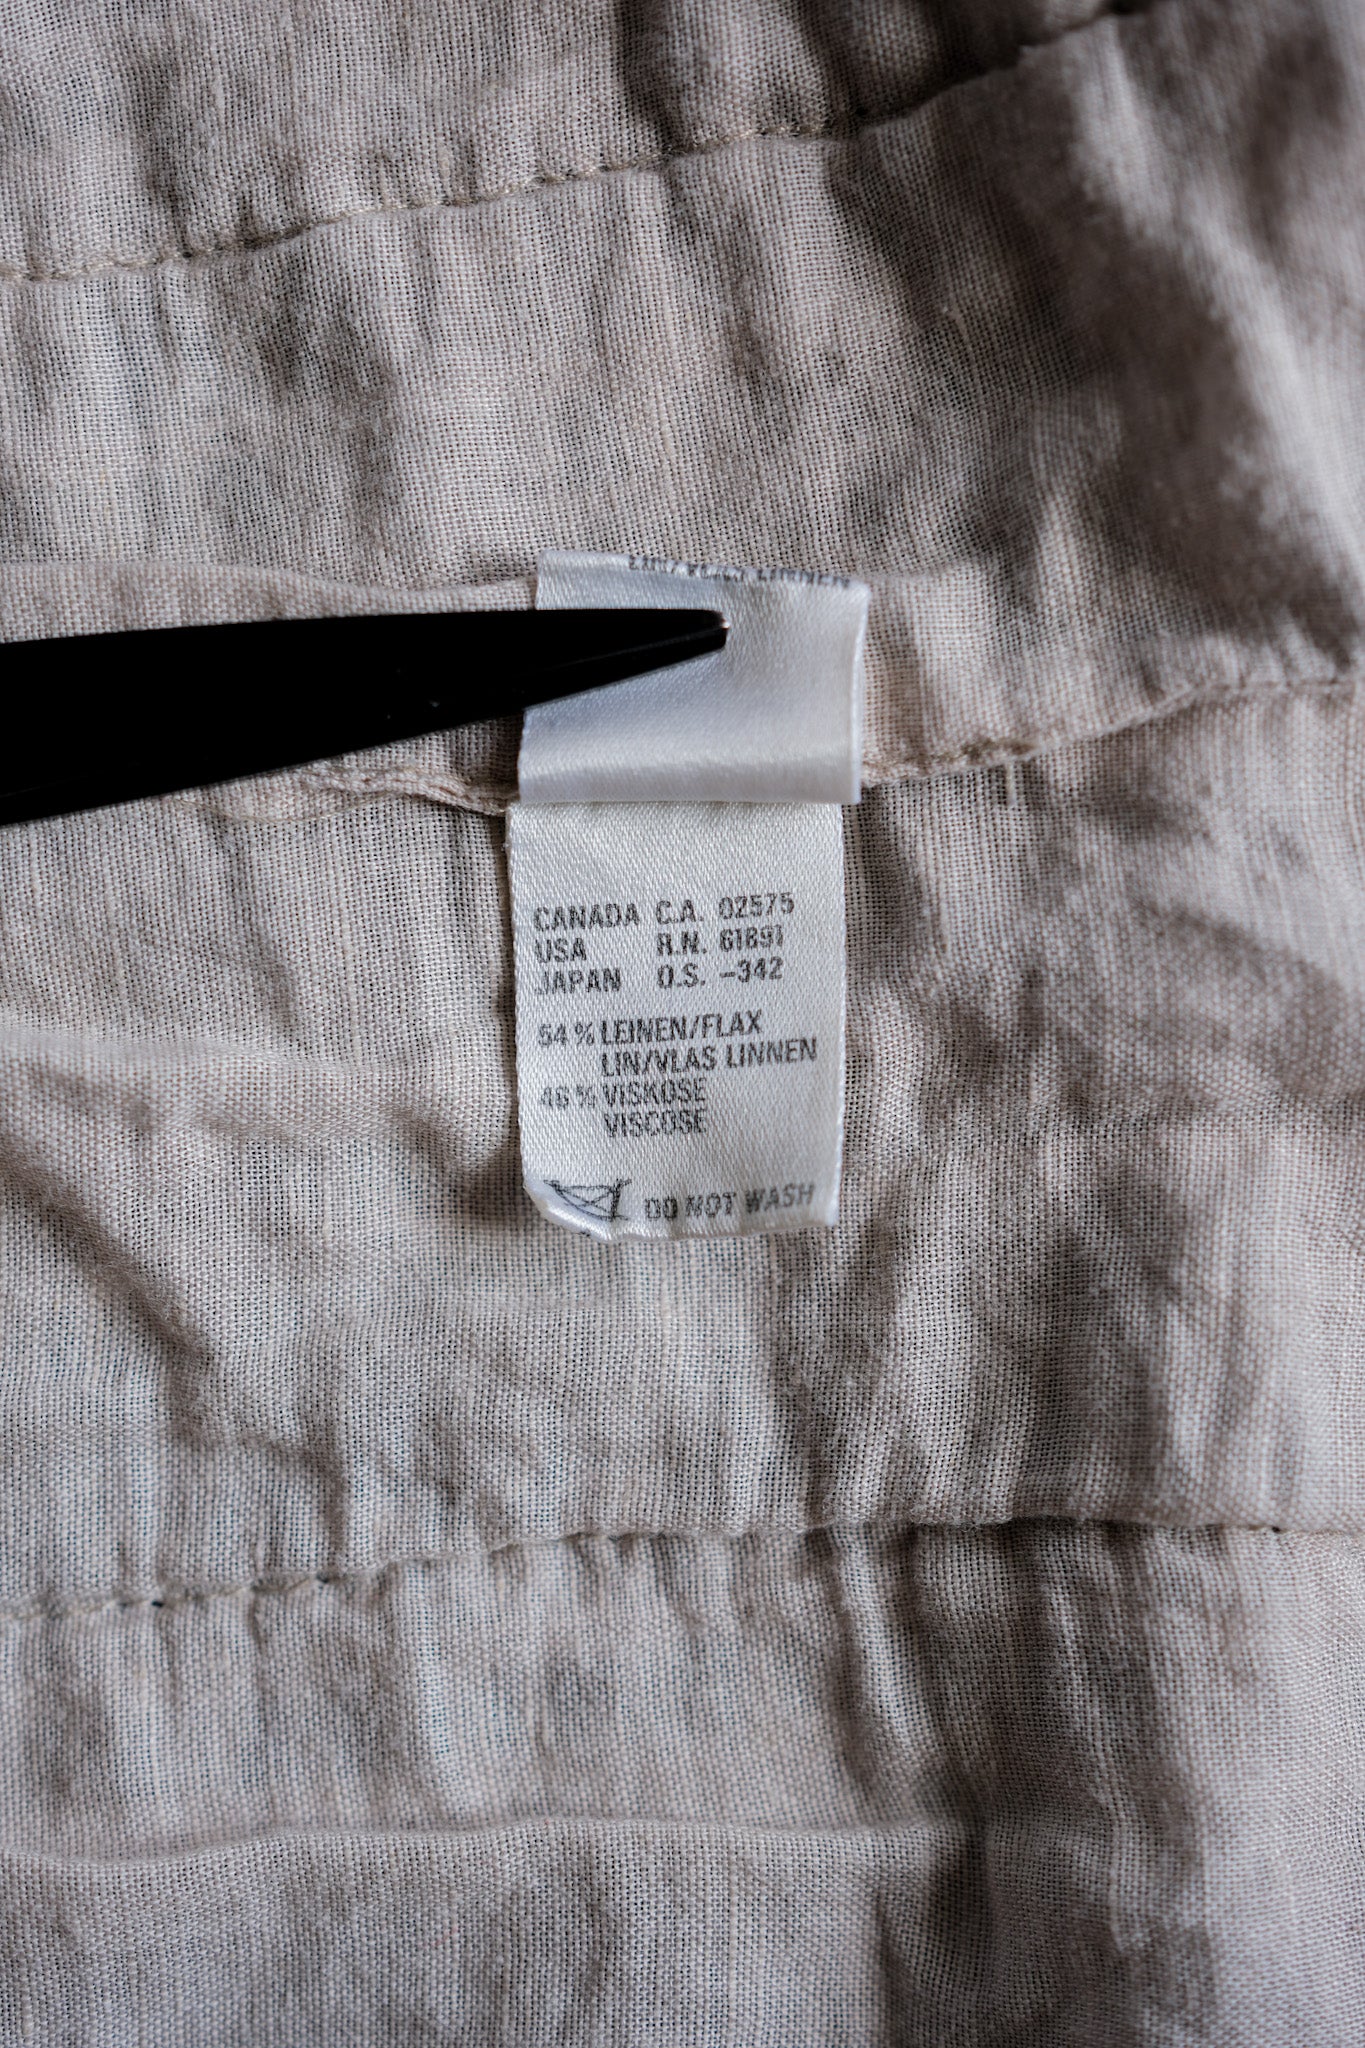 CANADA C.A. 02575
USA R.N. 61891
JAPAN O.S. -342
54% LEINEN/FLAX
LIN/VLAS LINNEN
46% VISKOSE
VISCOSE
DO NOT WASH